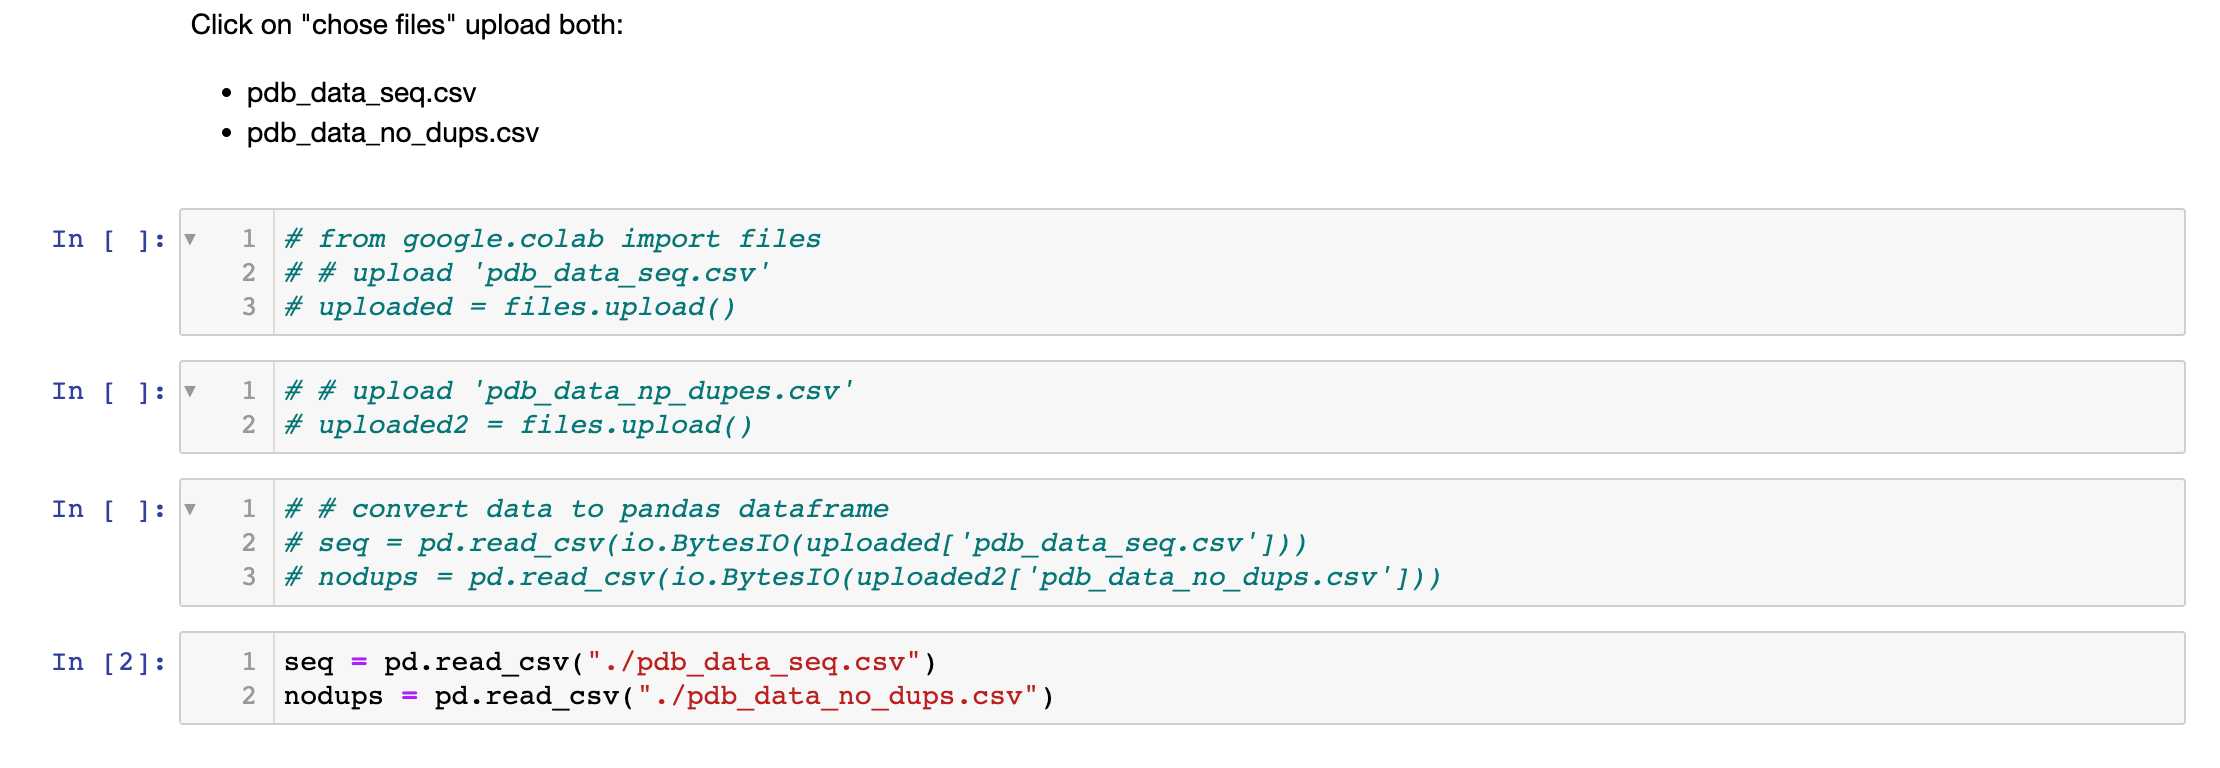 Click on "chose files" upload both:
• pdb_data_seq.csv
• pdb_data_no_dups.csv
In [ ]: ▼ 1 # from google.colab import files
2 # # upload 'pdb_data_seq.csv'
3 # uploaded = files.upload()
In [ ]: ▼ 1 # # upload 'pdb_data_np_dupes.csv'
2 # uploaded2 = files.upload()
In [ ]: ▼ 1 # # convert data to pandas dataframe
2 # seq = pd.read_csv(io.BytesIO(uploaded['pdb_data_seq.csv']))
3 # nodups = pd.read_csv(io.BytesIO(uploaded2['pdb_data_no_dups.csv']))
In [2]: 1 seq = pd.read_csv("./pdb_data_seq.csv")
2 nodups = pd.read_csv("./pdb_data_no_dups.csv")